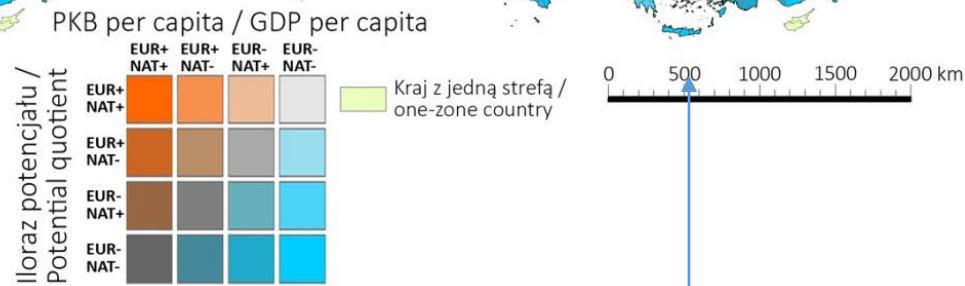 PKB per capita / GDP per capita
EUR+ EUR+ EUR- EUR-
NAT+ NAT- NAT+ NAT-
Iloraz potencjału /
Potential quotient
EUR+
NAT+
EUR+
NAT-
EUR-
NAT+
EUR-
NAT-
Kraj z jedną strefą /
one-zone country
0 500 1000 1500 2000 km